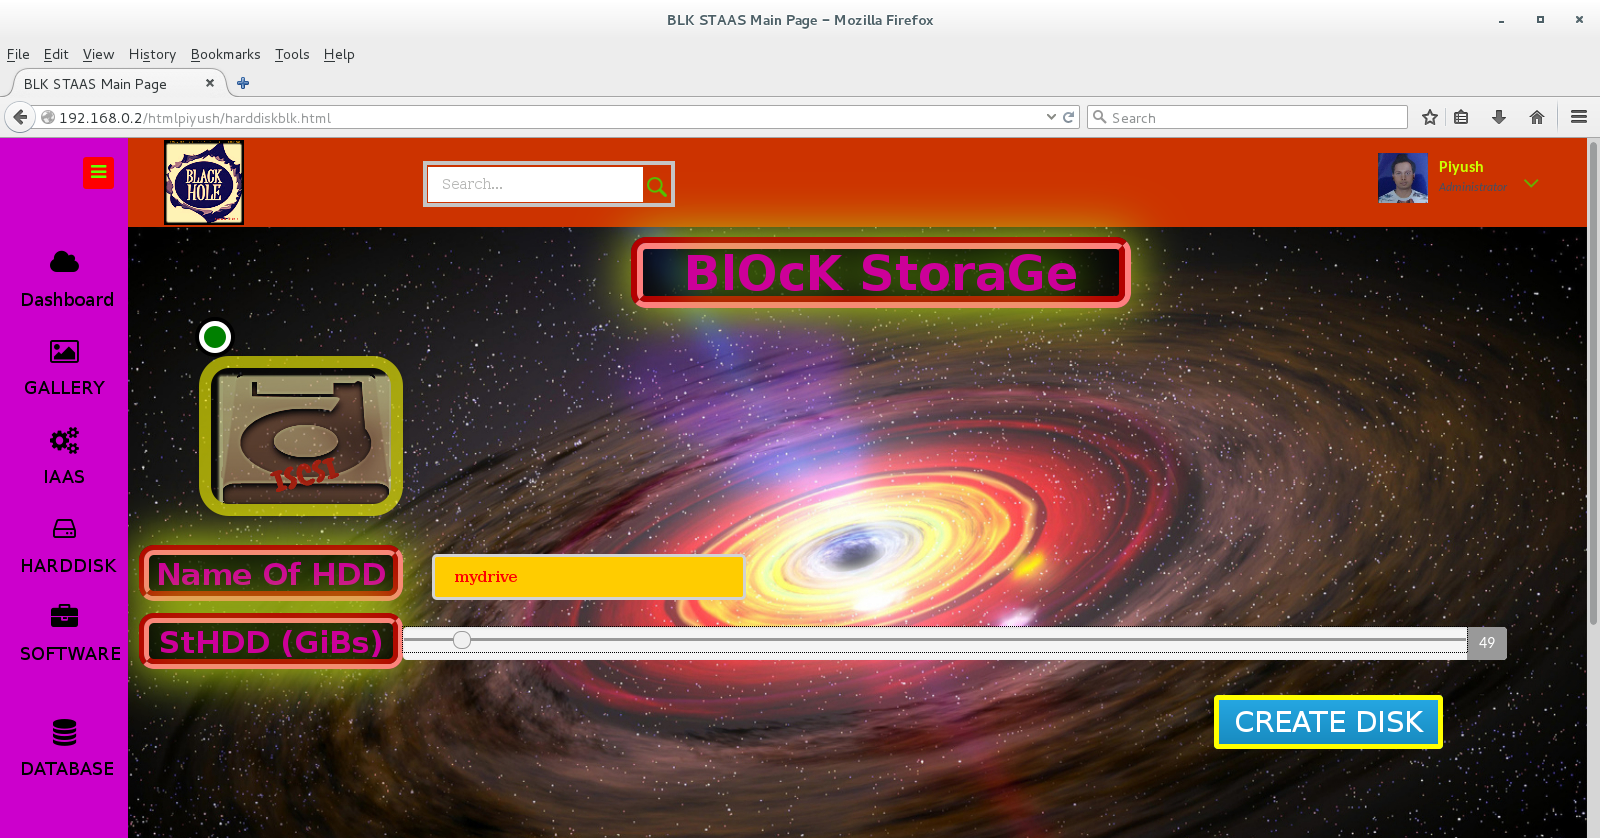 BLK STAAS Main Page – Mozilla Firefox
File Edit View History Bookmarks Tools Help
BLK STAAS Main Page
192.168.0.2/htmlpiyush/harddiskblk.html
Search
BLACK
HOLE
Search...
Piyush
Administrator
BlOcK StoraGe
Dashboard
GALLERY
IAAS
HARDDISK
SOFTWARE
DATABASE
ISCSI
Name Of HDD
mydrive
StHDD (GiBs)
49
CREATE DISK